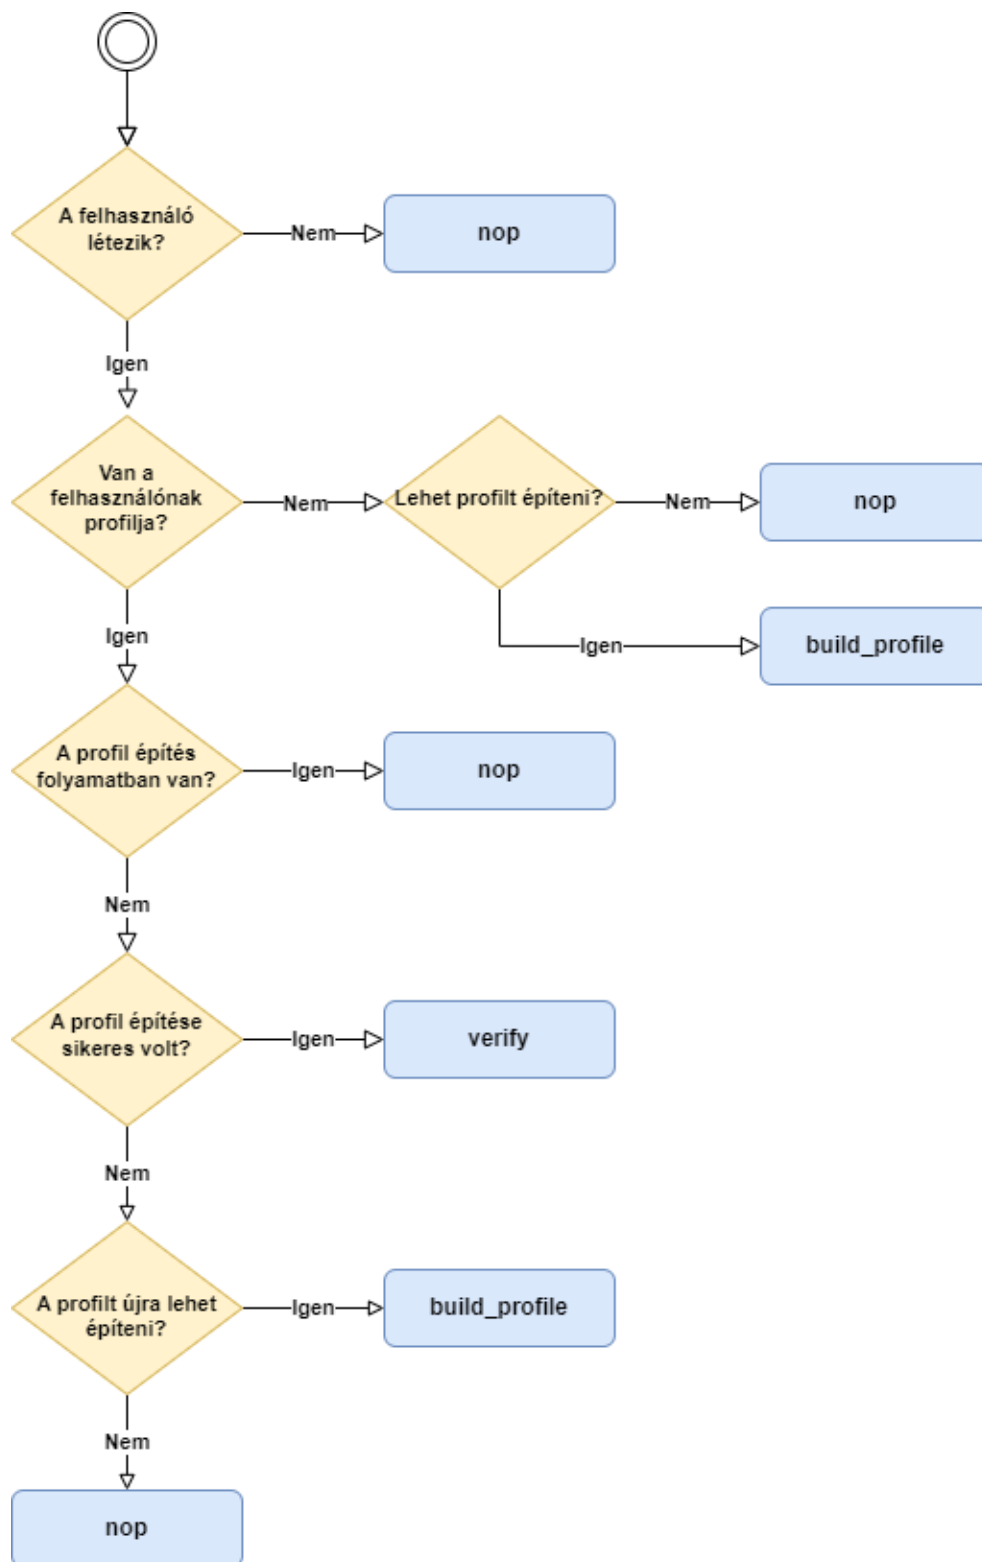 A felhasználó
létezik?
Nem
nop
Igen
Van a
felhasználónak
profilja?
Nem
Lehet profilt építeni?
Nem
nop
Igen
build_profile
Igen
A profil építés
folyamatban van?
Igen
nop
Nem
A profil építése
sikeres volt?
Igen
verify
Nem
A profilt újra lehet
építeni?
Igen
build_profile
Nem
nop